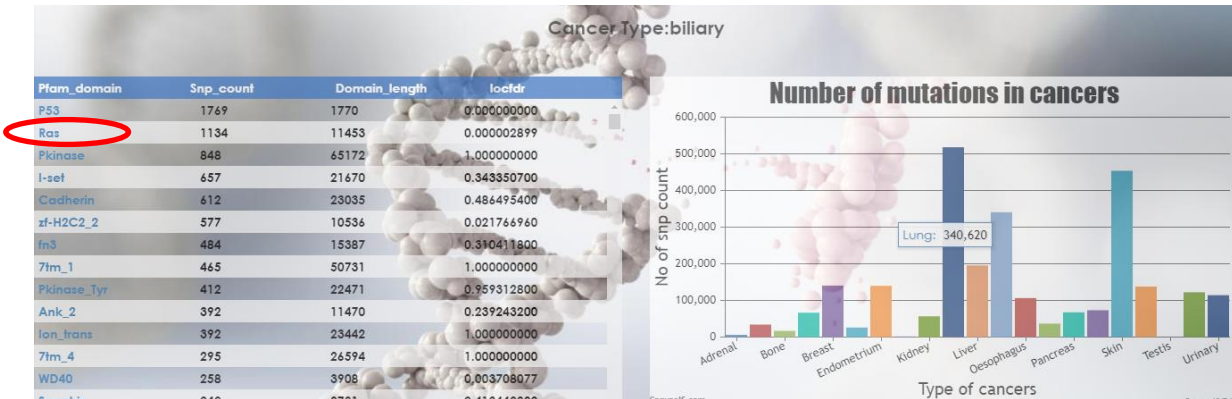 Cancer Type:biliary
Pfam_domain Snp_count Domain_length locfdr
P53 1769 1770 0.000000000
Ras 1134 11453 0.000002899
Pkinase 848 65172 1.000000000
I-set 657 21670 0.343350700
Cadherin 612 23035 0.486495400
zf-H2C2_2 577 10536 0.021766960
fn3 484 15387 0.310411800
7tm_1 465 50731 1.000000000
Pkinase_Tyr 412 22471 0.959312800
Ank_2 392 11470 0.239243200
Ion_trans 392 23442 1.000000000
7tm_4 295 26594 1.000000000
WD40 258 3908 0.003708077
Number of mutations in cancers
No of snp count
600,000
500,000
400,000
300,000
200,000
100,000
0
Lung: 340,620
Adrenal Bone Breast Endometrium Kidney Liver Oesophagus Pancreas Skin Testis Urinary
Type of cancers